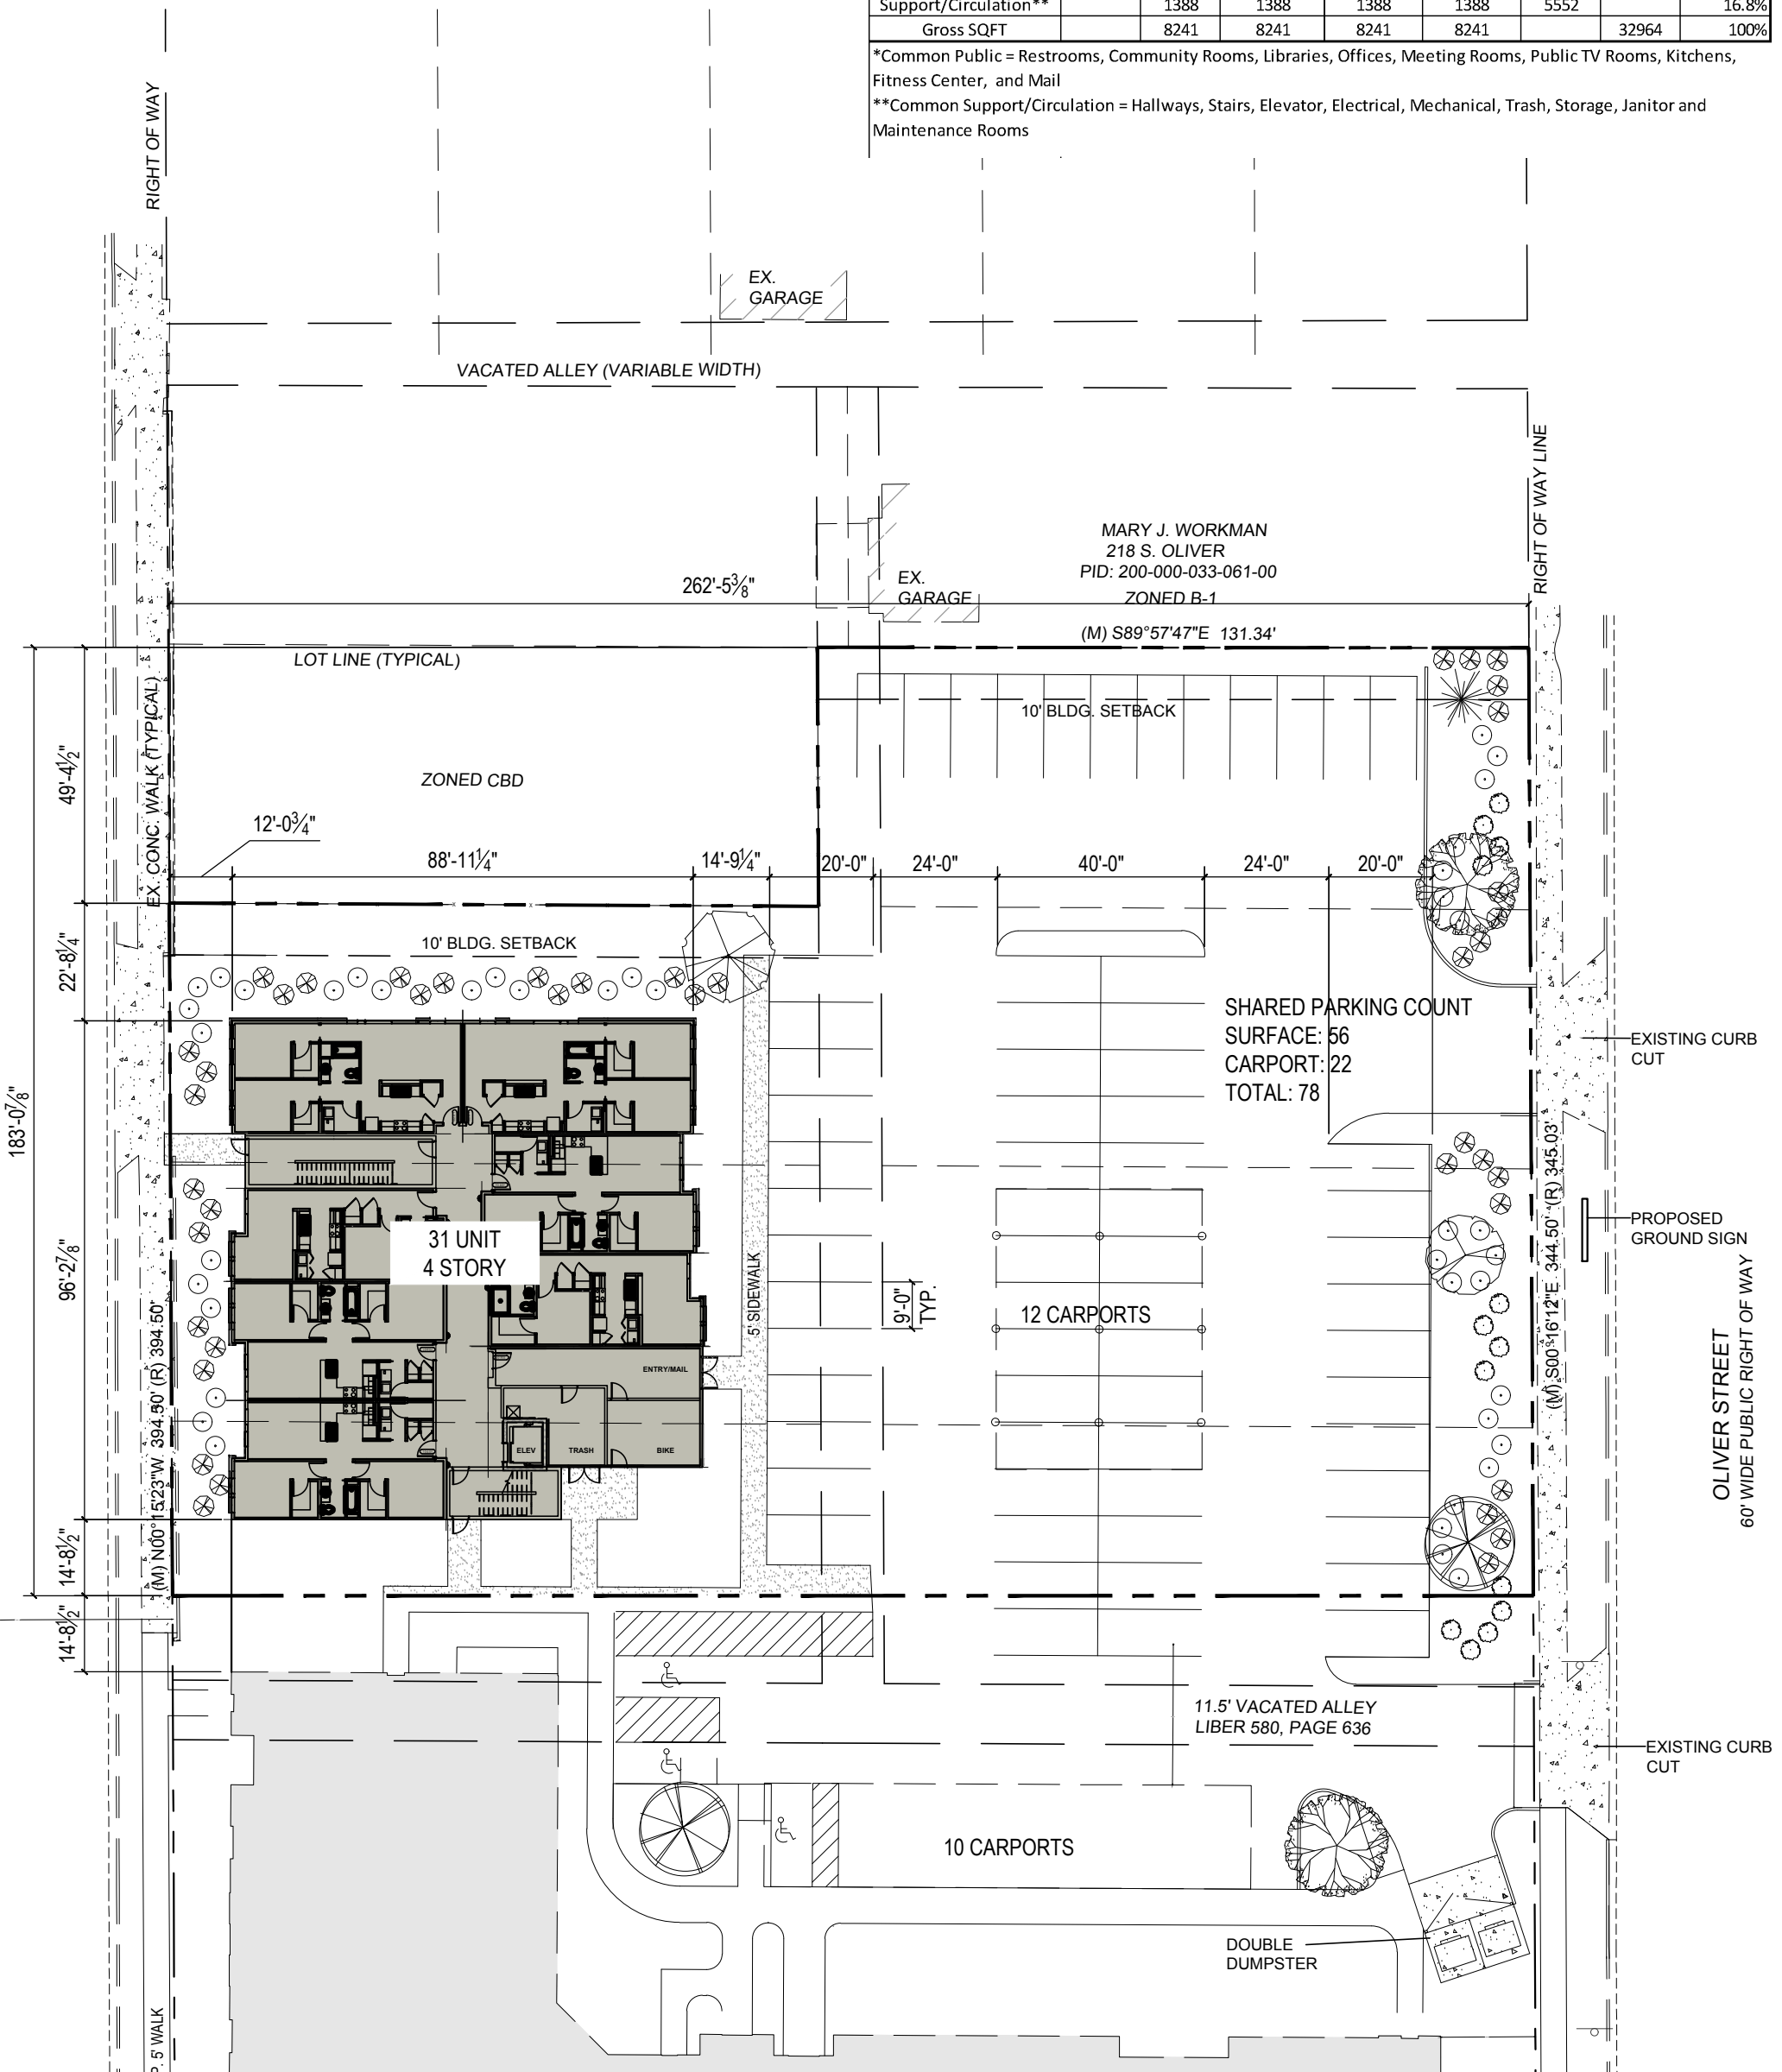 Support/Circulation** 1388 1388 1388 1388 5552 16.8%
Gross SQFT 8241 8241 8241 8241 32964 100%
*Common Public = Restrooms, Community Rooms, Libraries, Offices, Meeting Rooms, Public TV Rooms, Kitchens,
Fitness Center, and Mail
**Common Support/Circulation = Hallways, Stairs, Elevator, Electrical, Mechanical, Trash, Storage, Janitor and
Maintenance Rooms
RIGHT OF WAY
EX.
GARAGE
VACATED ALLEY (VARIABLE WIDTH)
RIGHT OF WAY LINE
MARY J. WORKMAN
218 S. OLIVER
PID: 200-000-033-061-00
ZONED B-1
EX.
GARAGE
262'-5⅜"
(M) S89°57'47"E 131.34'
LOT LINE (TYPICAL)
EX. CONC. WALK (TYPICAL)
10' BLDG. SETBACK
49'-4½"
ZONED CBD
12'-0¾"
88'-11¼"
14'-9¼"
20'-0"
24'-0"
40'-0"
24'-0"
20'-0"
22'-8¼"
10' BLDG. SETBACK
SHARED PARKING COUNT
SURFACE: 56
CARPORT: 22
TOTAL: 78
EXISTING CURB
CUT
183'-0⅞"
96'-2⅞"
31 UNIT
4 STORY
5' SIDEWALK
9'-0"
TYP.
12 CARPORTS
(M) S00°16'12"E 344.50' (R) 345.03'
PROPOSED
GROUND SIGN
OLIVER STREET
60' WIDE PUBLIC RIGHT OF WAY
ENTRY/MAIL
ELEV
TRASH
BIKE
(M) N00°15'23"W 394.50' (R) 394.50'
14'-8½"
14'-8½"
11.5' VACATED ALLEY
LIBER 580, PAGE 636
EXISTING CURB
CUT
10 CARPORTS
DOUBLE
DUMPSTER
5' WALK